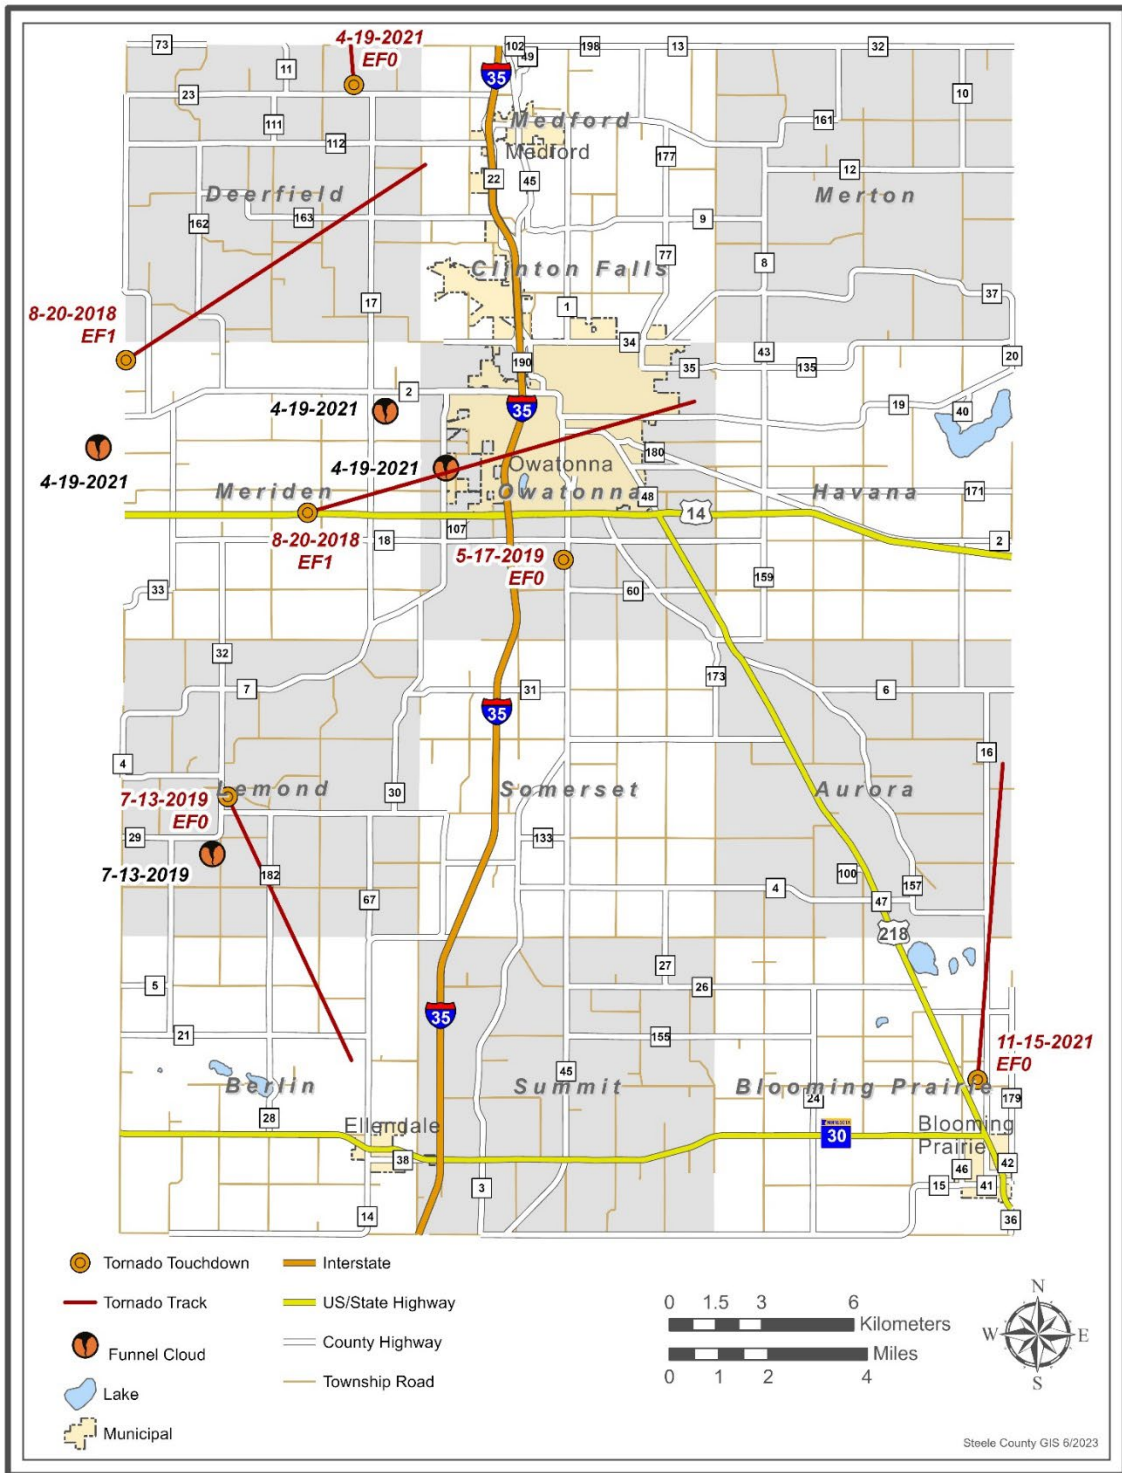 73
4-19-2021
EF0
102
198
13
32
49
11
35
10
23
111
112
Medford
161
Medford
177
12
22
45
Deerfield
Merton
162
163
9
77
Clinton Falls
8
37
17
1
8-20-2018
EF1
34
43
20
190
35
135
2
4-19-2021
35
19
40
4-19-2021
4-19-2021
180
Owatonna
Meriden
Owatonna
48
Havana
171
14
107
8-20-2018
EF1
18
5-17-2019
EF0
2
159
33
60
32
173
7
31
6
35
16
4
7-13-2019
EF0
Lemond
30
Somerset
Aurora
29
133
7-13-2019
182
100
157
4
67
47
218
27
5
26
35
21
155
11-15-2021
EF0
45
Berlin
Summit
Blooming Prairie
24
179
28
Ellendale
30
Blooming
Prairie
38
46
42
3
15
41
14
36
Tornado Touchdown
Interstate
Tornado Track
US/State Highway
Funnel Cloud
County Highway
Lake
Township Road
Municipal
0 1.5 3 6
Kilometers
Miles
0 1 2 4
N
W E
S
Steele County GIS 6/2023